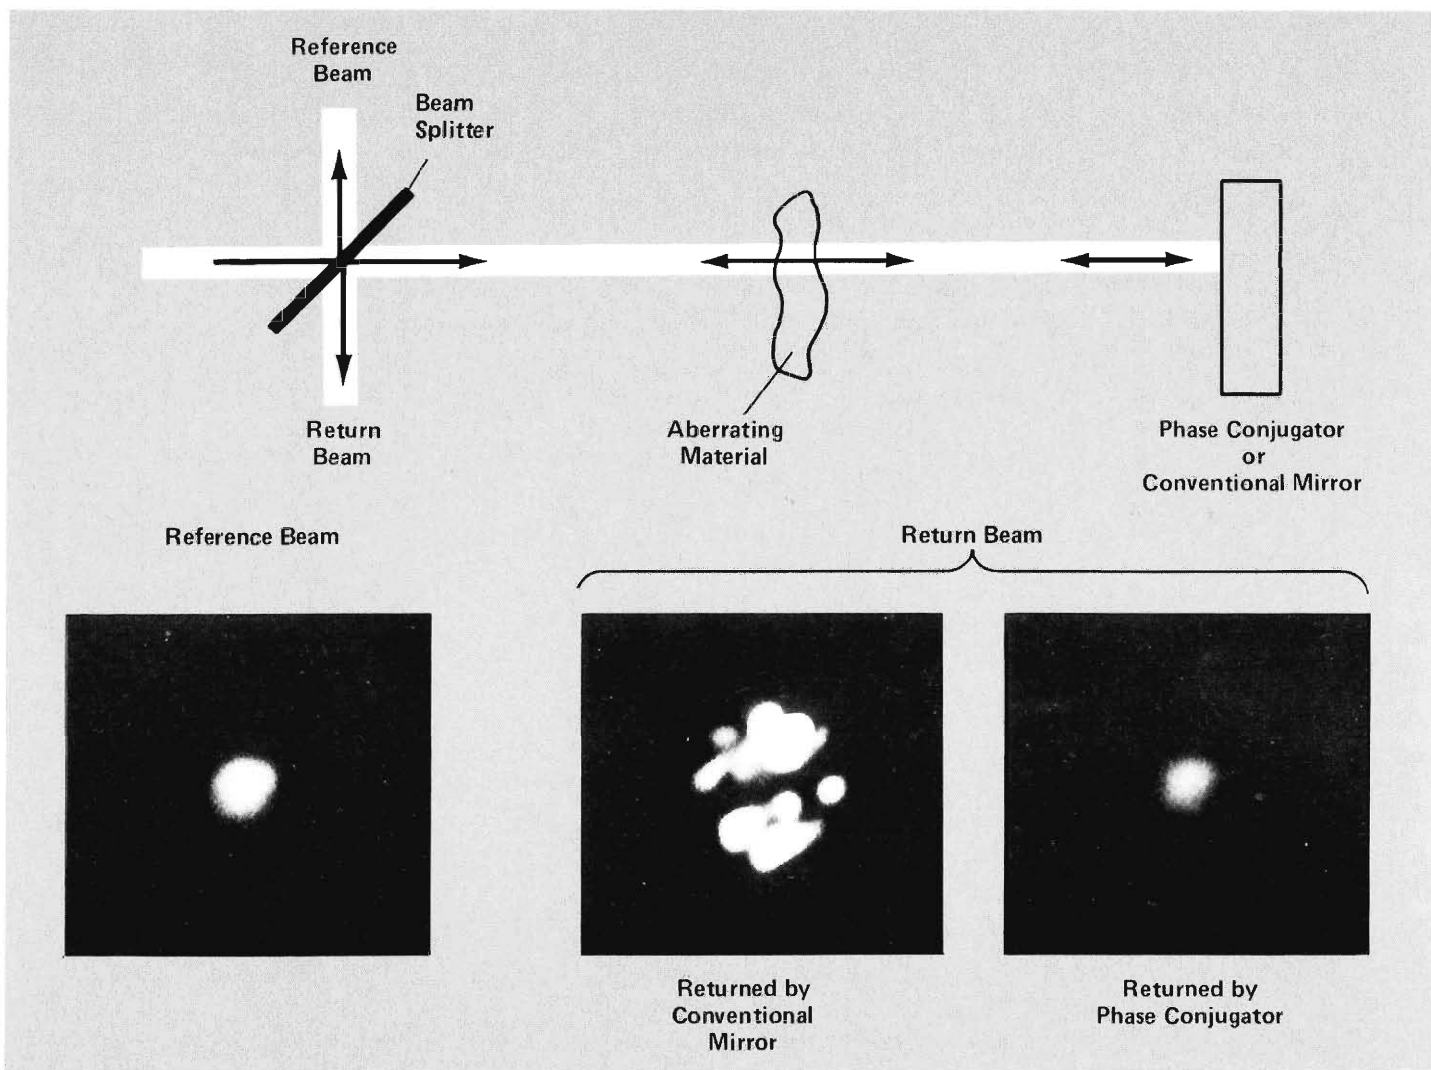 Reference
Beam
Beam
Splitter
Return
Beam
Aberrating
Material
Phase Conjugator
or
Conventional Mirror
Reference Beam
Return Beam
Returned by
Conventional
Mirror
Returned by
Phase Conjugator